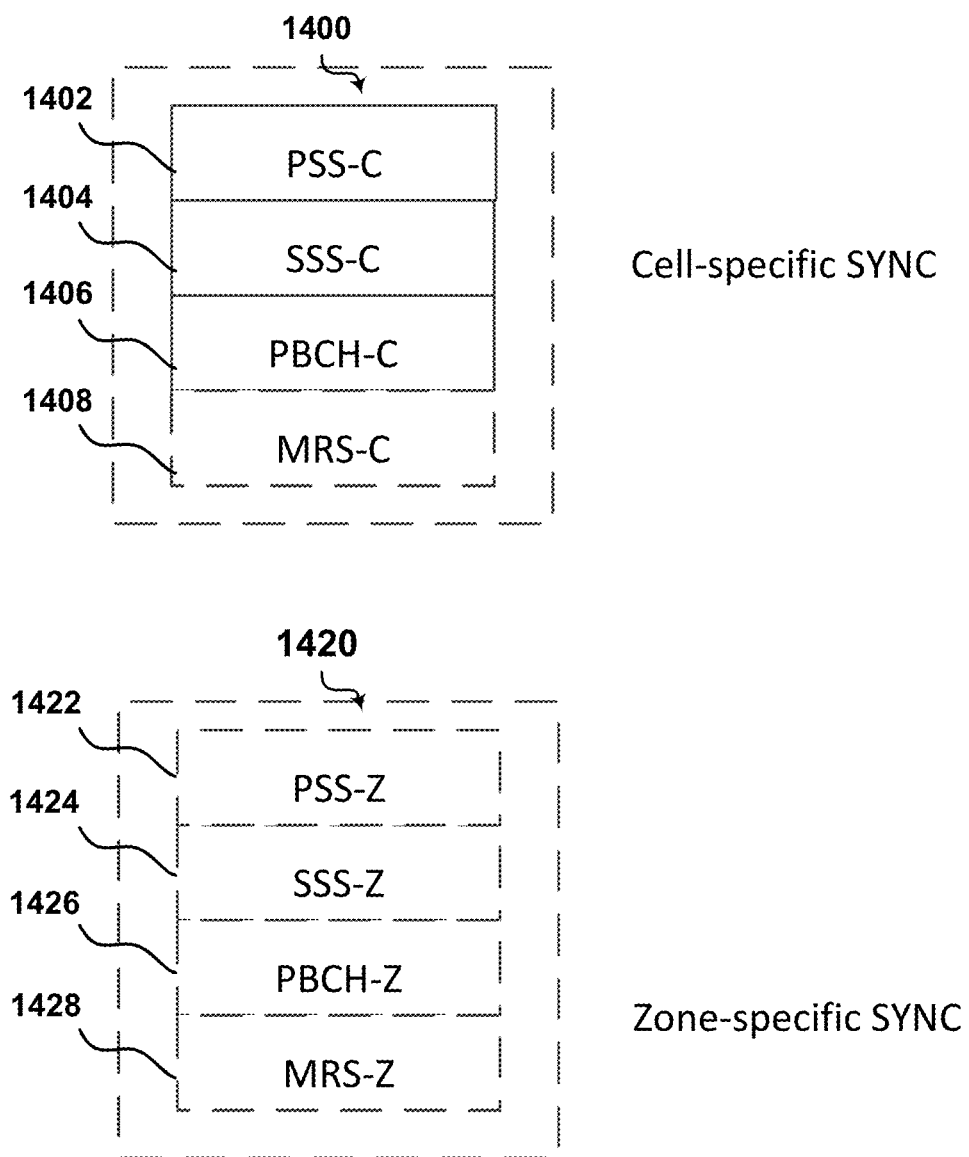 1400
1402
PSS-C
1404
SSS-C
Cell-specific SYNC
1406
PBCH-C
1408
MRS-C
1420
1422
PSS-Z
1424
SSS-Z
1426
PBCH-Z
Zone-specific SYNC
1428
MRS-Z